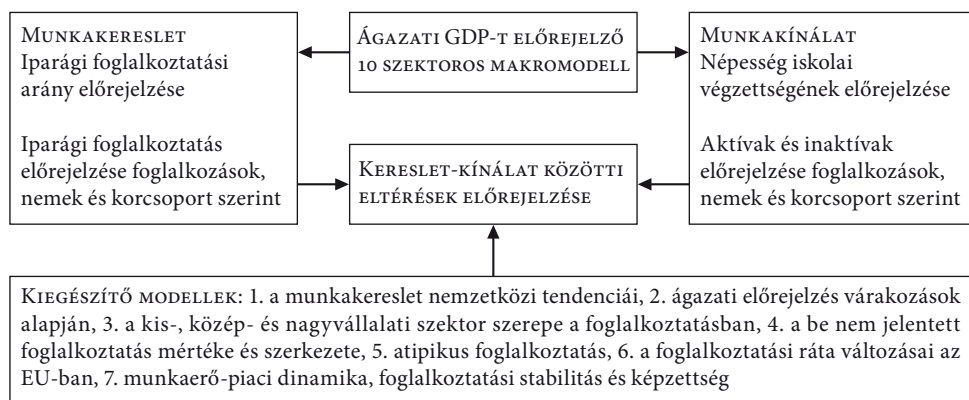 MUNKAKERESLET
Iparági foglalkoztatási
arány előrejelzése
Iparági foglalkoztatás
előrejelzése foglalkozások,
nemek és korcsoport szerint
ÁGAZATI GDP-T ELŐREJELZŐ
10 SZEKTOROS MAKROMODELL
KERESLET-KÍNÁLAT KÖZÖTTI
ELTÉRÉSEK ELŐREJELZÉSE
MUNKAKÍNÁLAT
Népesség iskolai
végzettségének előrejelzése
Aktívak és inaktívak
előrejelzése foglalkozások,
nemek és korcsoport szerint
KIEGÉSZÍTŐ MODELLEK: 1. a munkakereslet nemzetközi tendenciái, 2. ágazati előrejelzés várakozások
alapján, 3. a kis-, közép- és nagyvállalati szektor szerepe a foglalkoztatásban, 4. a be nem jelentett
foglalkoztatás mértéke és szerkezete, 5. atipikus foglalkoztatás, 6. a foglalkoztatási ráta változásai az
EU-ban, 7. munkaerő-piaci dinamika, foglalkoztatási stabilitás és képzettség